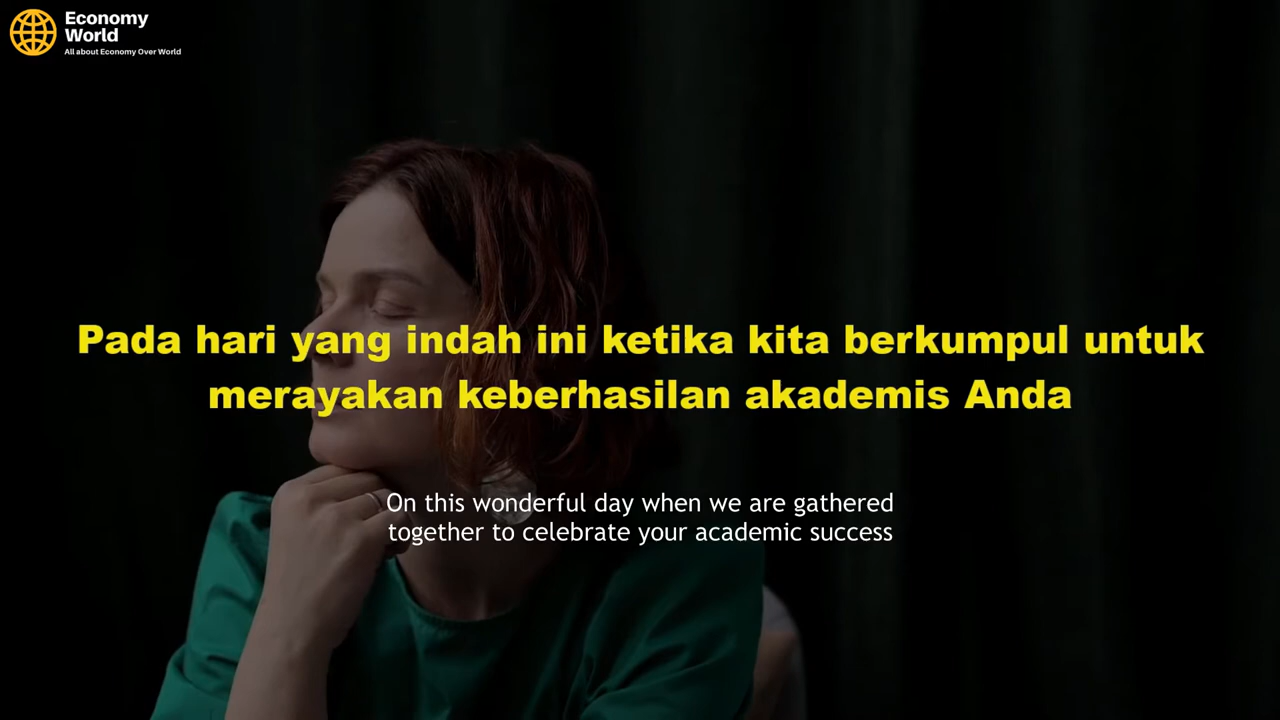 Economy
World
All about Economy Over World
Pada hari yang indah ini ketika kita berkumpul untuk
merayakan keberhasilan akademis Anda
On this wonderful day when we are gathered
together to celebrate your academic success